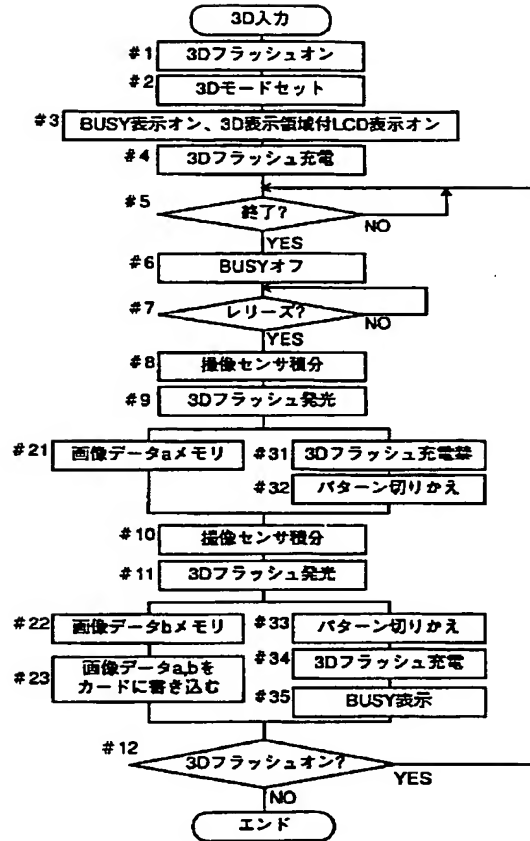 3D入力
#1 3Dフラッシュオン
#2 3Dモードセット
#3 BUSY表示オン、3D表示領域付LCD表示オン
#4 3Dフラッシュ充電
#5 終了?
NO
YES
#6 BUSYオフ
#7 レリーズ?
NO
YES
#8 撮像センサ積分
#9 3Dフラッシュ発光
#21 画像データaメモリ
#31 3Dフラッシュ充電禁
#32 パターン切りかえ
#10 撮像センサ積分
#11 3Dフラッシュ発光
#22 画像データbメモリ
#33 パターン切りかえ
#23 画像データa,bを
カードに書き込む
#34 3Dフラッシュ充電
#35 BUSY表示
#12 3Dフラッシュオン?
YES
NO
エンド